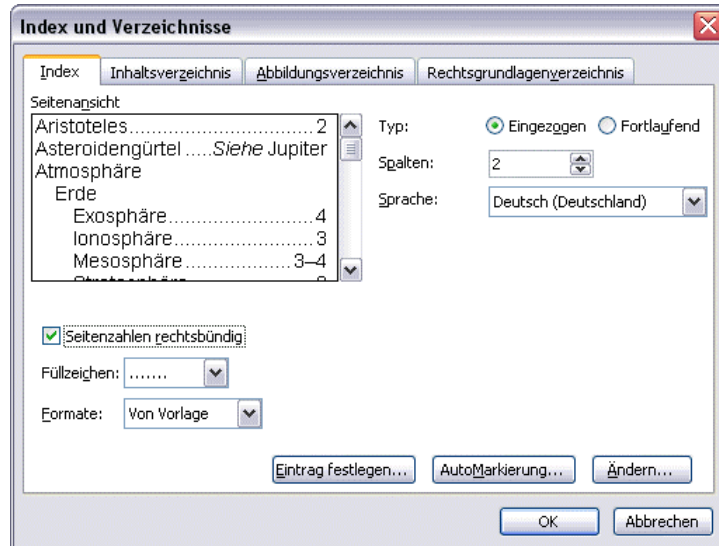 Index und Verzeichnisse
Index Inhaltsverzeichnis Abbildungsverzeichnis Rechtsgrundlagenverzeichnis
Seitenansicht
Aristoteles..............................2
Asteroidengürtel .....Siehe Jupiter
Atmosphäre
Erde
Exosphäre........................4
Ionosphäre.......................3
Mesosphäre..................3–4
Typ: Eingezogen Fortlaufend
Spalten: 2
Sprache: Deutsch (Deutschland)
Seitenzahlen rechtsbündig
Füllzeichen: .......
Formate: Von Vorlage
Eintrag festlegen... AutoMarkierung... Ändern...
OK Abbrechen